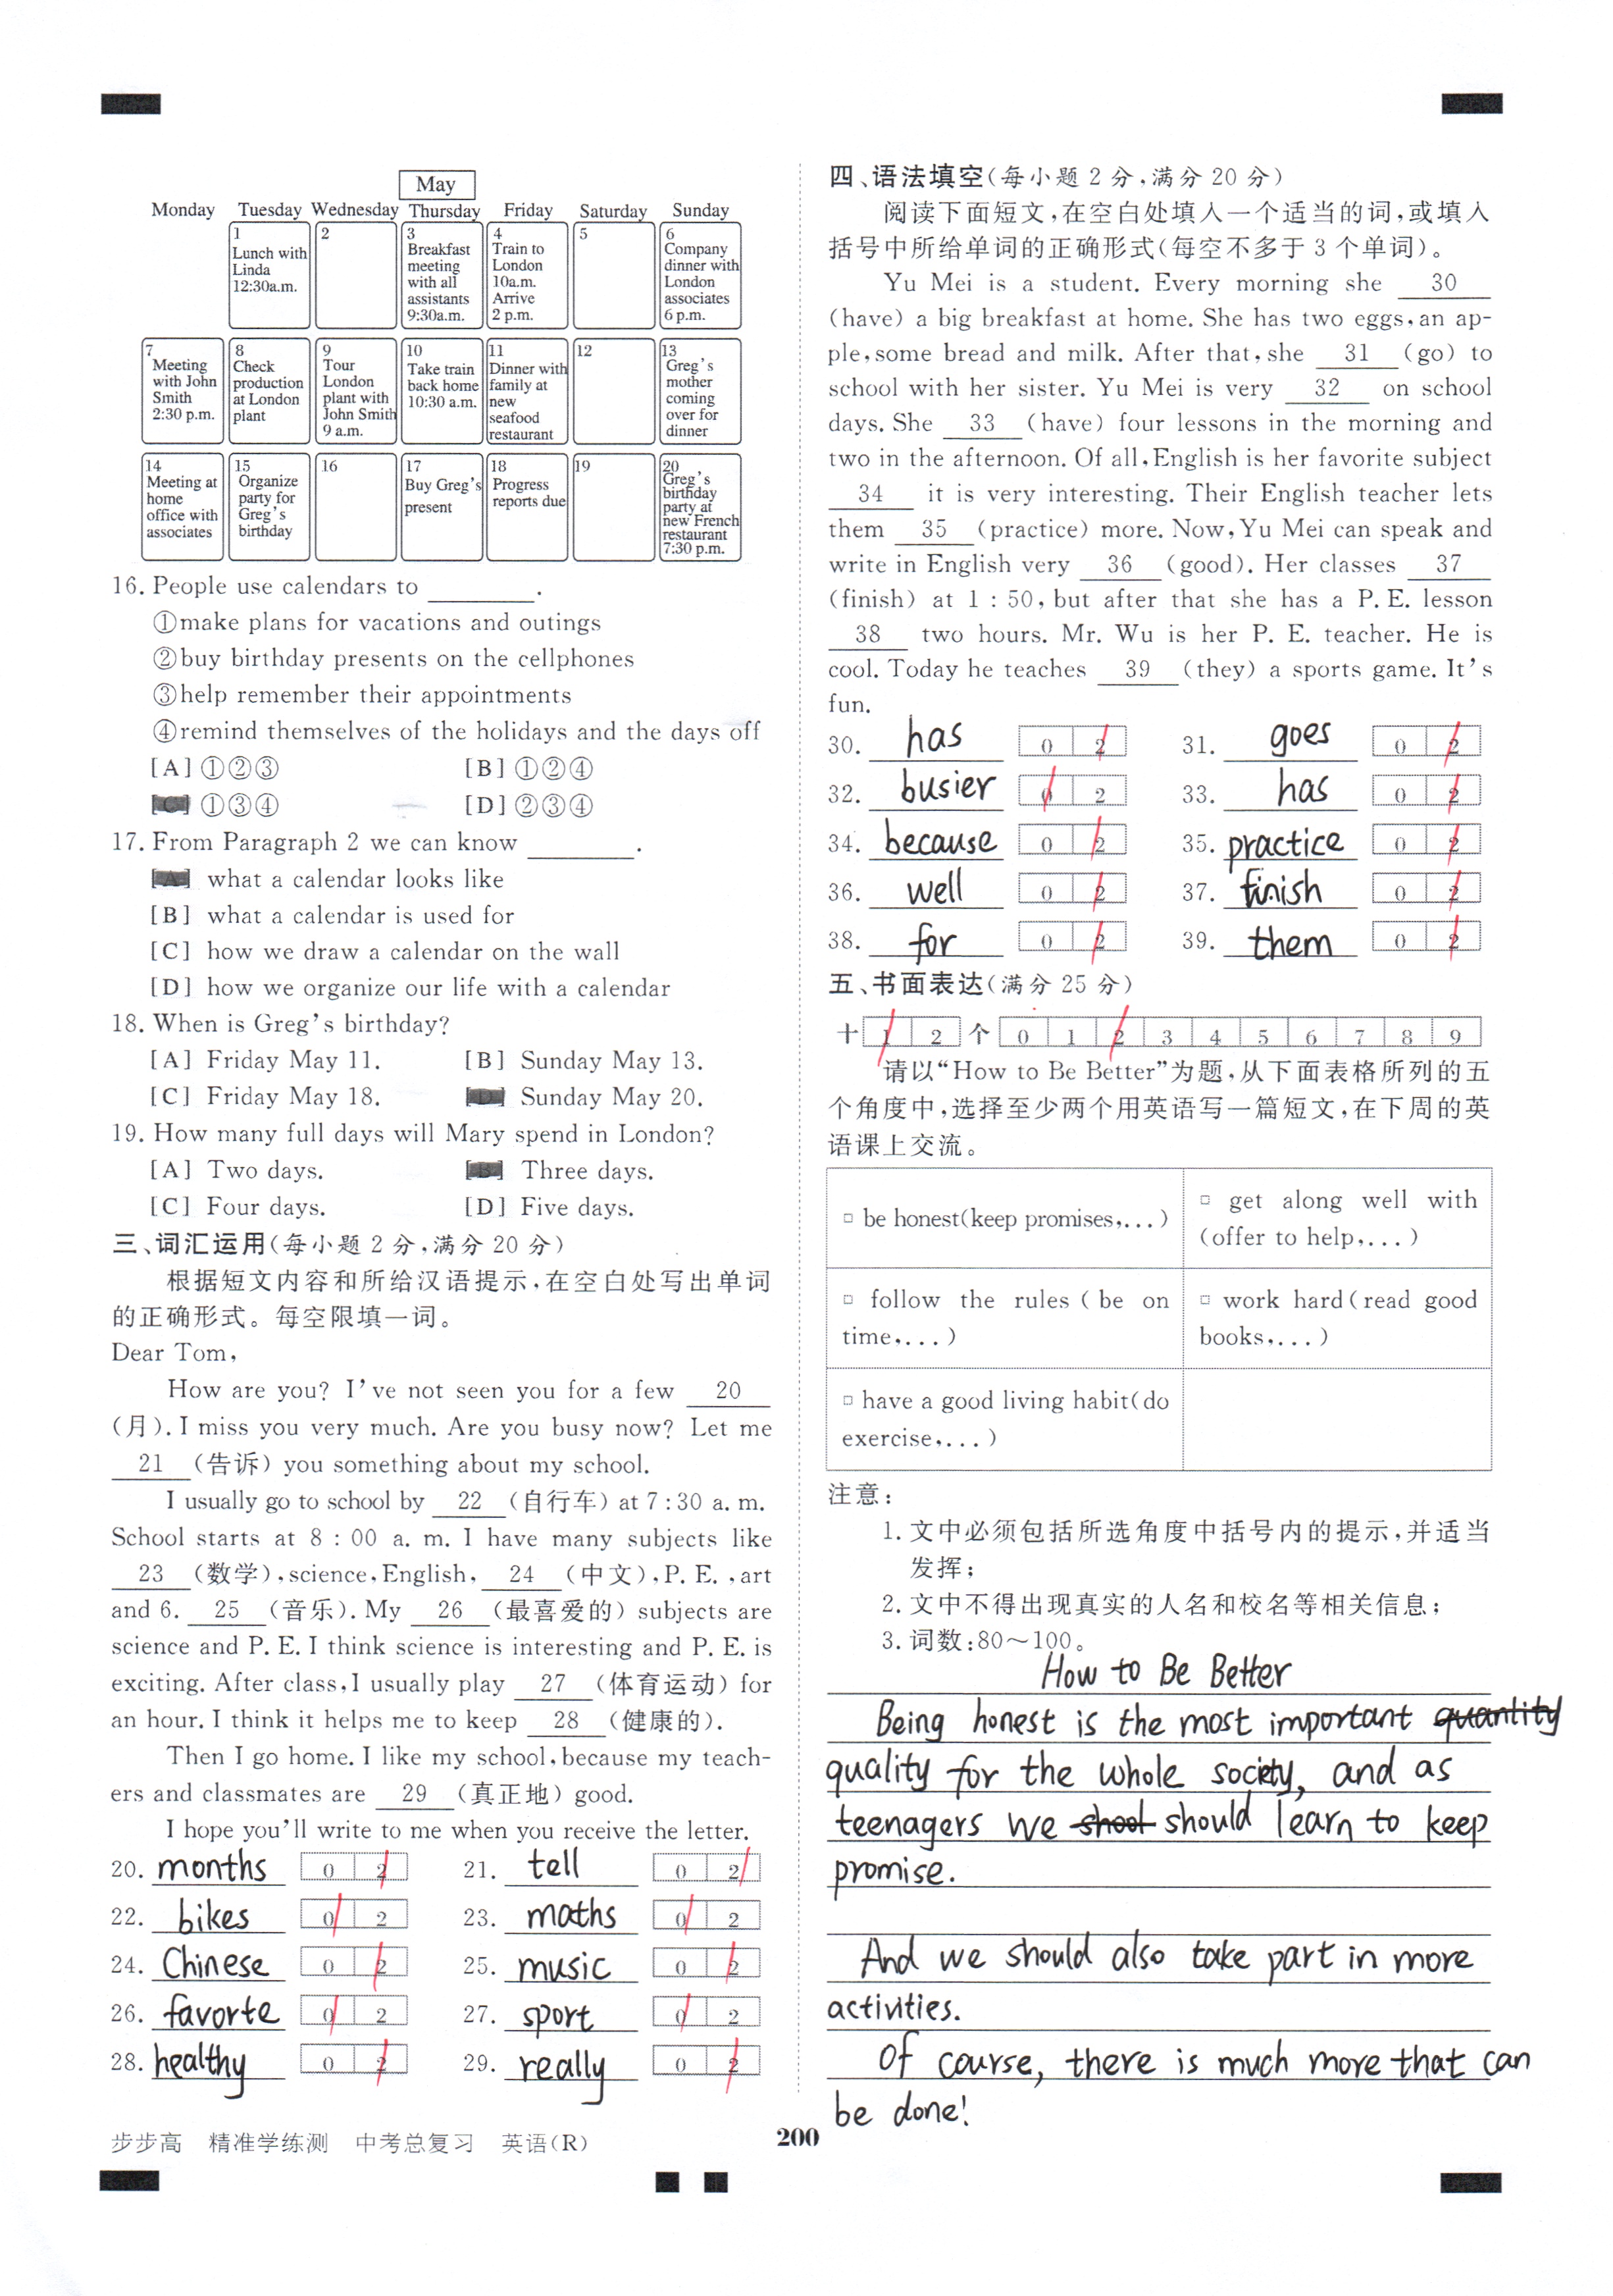 May
Monday Tuesday Wednesday Thursday Friday Saturday Sunday
1 Lunch with Linda 12:30a.m.
2
3 Breakfast meeting with all assistants 9:30a.m.
4 Train to London 10a.m. Arrive 2 p.m.
5
6 Company dinner with London associates 6 p.m.
7 Meeting with John Smith 2:30 p.m.
8 Check production at London plant
9 Tour London plant with John Smith 9 a.m.
10 Take train back home 10:30 a.m.
11 Dinner with family at new seafood restaurant
12
13 Greg's mother coming over for dinner
14 Meeting at home office with associates
15 Organize party for Greg's birthday
16
17 Buy Greg's present
18 Progress reports due
19
20 Greg's birthday party at new French restaurant 7:30 p.m.
16. People use calendars to ________.
①make plans for vacations and outings
②buy birthday presents on the cellphones
③help remember their appointments
④remind themselves of the holidays and the days off
[A] ①②③ [B] ①②④
[C] ①③④ [D] ②③④
17. From Paragraph 2 we can know ________.
[A] what a calendar looks like
[B] what a calendar is used for
[C] how we draw a calendar on the wall
[D] how we organize our life with a calendar
18. When is Greg's birthday?
[A] Friday May 11. [B] Sunday May 13.
[C] Friday May 18. [D] Sunday May 20.
19. How many full days will Mary spend in London?
[A] Two days. [B] Three days.
[C] Four days. [D] Five days.
三、词汇运用(每小题 2 分,满分 20 分)
根据短文内容和所给汉语提示,在空白处写出单词
的正确形式。每空限填一词。
Dear Tom,
How are you? I've not seen you for a few 20
(月). I miss you very much. Are you busy now? Let me
21 (告诉) you something about my school.
I usually go to school by 22 (自行车) at 7:30 a. m.
School starts at 8 : 00 a. m. I have many subjects like
23 (数学), science, English, 24 (中文), P. E. , art
and 6. 25 (音乐). My 26 (最喜爱的) subjects are
science and P. E. I think science is interesting and P. E. is
exciting. After class, I usually play 27 (体育运动) for
an hour. I think it helps me to keep 28 (健康的).
Then I go home. I like my school, because my teach-
ers and classmates are 29 (真正地) good.
I hope you'll write to me when you receive the letter.
20. months 0 2 21. tell 0 2
22. bikes 0 2 23. maths 0 2
24. Chinese 0 2 25. music 0 2
26. favorte 0 2 27. sport 0 2
28. healthy 0 2 29. really 0 2
步步高 精准学练测 中考总复习 英语(R)
200
四、语法填空(每小题 2 分,满分 20 分)
阅读下面短文,在空白处填入一个适当的词,或填入
括号中所给单词的正确形式(每空不多于 3 个单词)。
Yu Mei is a student. Every morning she 30
(have) a big breakfast at home. She has two eggs, an ap-
ple, some bread and milk. After that, she 31 (go) to
school with her sister. Yu Mei is very 32 on school
days. She 33 (have) four lessons in the morning and
two in the afternoon. Of all, English is her favorite subject
34 it is very interesting. Their English teacher lets
them 35 (practice) more. Now, Yu Mei can speak and
write in English very 36 (good). Her classes 37
(finish) at 1 : 50, but after that she has a P. E. lesson
38 two hours. Mr. Wu is her P. E. teacher. He is
cool. Today he teaches 39 (they) a sports game. It's
fun.
30. has 0 2 31. goes 0 2
32. busier 0 2 33. has 0 2
34. because 0 2 35. practice 0 2
36. well 0 2 37. finish 0 2
38. for 0 2 39. them 0 2
五、书面表达(满分 25 分)
十 1 2 个 0 1 2 3 4 5 6 7 8 9
请以“How to Be Better”为题,从下面表格所列的五
个角度中,选择至少两个用英语写一篇短文,在下周的英
语课上交流。
□ be honest(keep promises,...)
□ get along well with
(offer to help,...)
□ follow the rules (be on
time,...)
□ work hard(read good
books,...)
□ have a good living habit(do
exercise,...)
注意:
1. 文中必须包括所选角度中括号内的提示,并适当
发挥;
2. 文中不得出现真实的人名和校名等相关信息;
3. 词数:80～100。
How to Be Better
Being honest is the most important quantity
quality for the whole society, and as
teenagers we shool should learn to keep
promise.
And we should also take part in more
activities.
Of course, there is much more that can
be done!